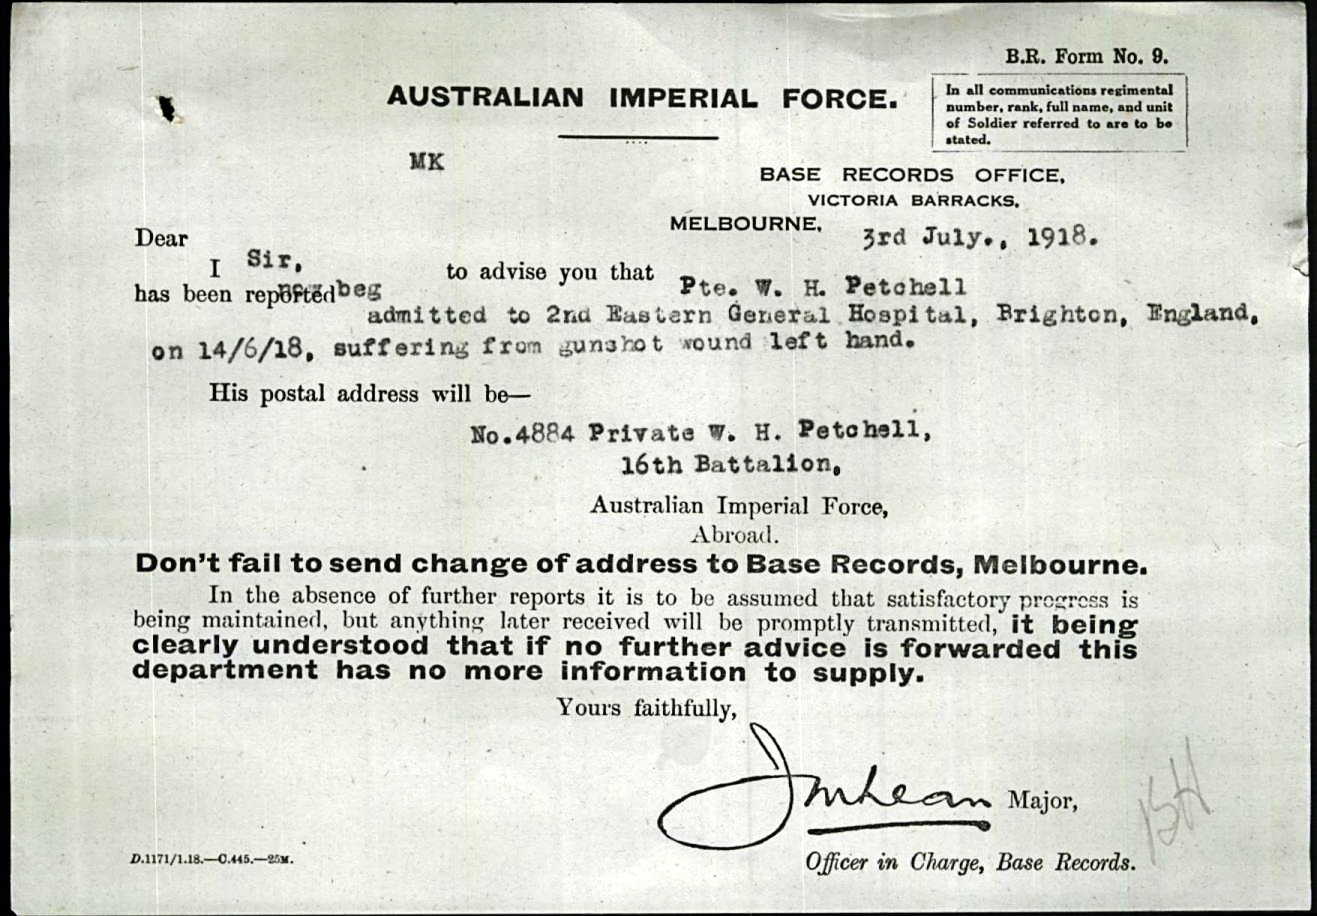 B.R. Form No. 9.
AUSTRALIAN IMPERIAL FORCE.
In all communications regimental
number, rank, full name, and unit
of Soldier referred to are to be
stated.
MK
BASE RECORDS OFFICE,
VICTORIA BARRACKS,
MELBOURNE, 3rd July., 1918.
Dear Sir,
I beg to advise you that Pte. W. H. Petchell
has been reported
admitted to 2nd Eastern General Hospital, Brighton, England,
on 14/6/18, suffering from gunshot wound left hand.
His postal address will be—
No.4884 Private W. H. Petchell,
16th Battalion,
Australian Imperial Force,
Abroad.
Don't fail to send change of address to Base Records, Melbourne.
In the absence of further reports it is to be assumed that satisfactory progress is
being maintained, but anything later received will be promptly transmitted, it being
clearly understood that if no further advice is forwarded this
department has no more information to supply.
Yours faithfully,
JMLean Major,
Officer in Charge, Base Records.
BH
D.1171/1.18.—C.445.—25M.